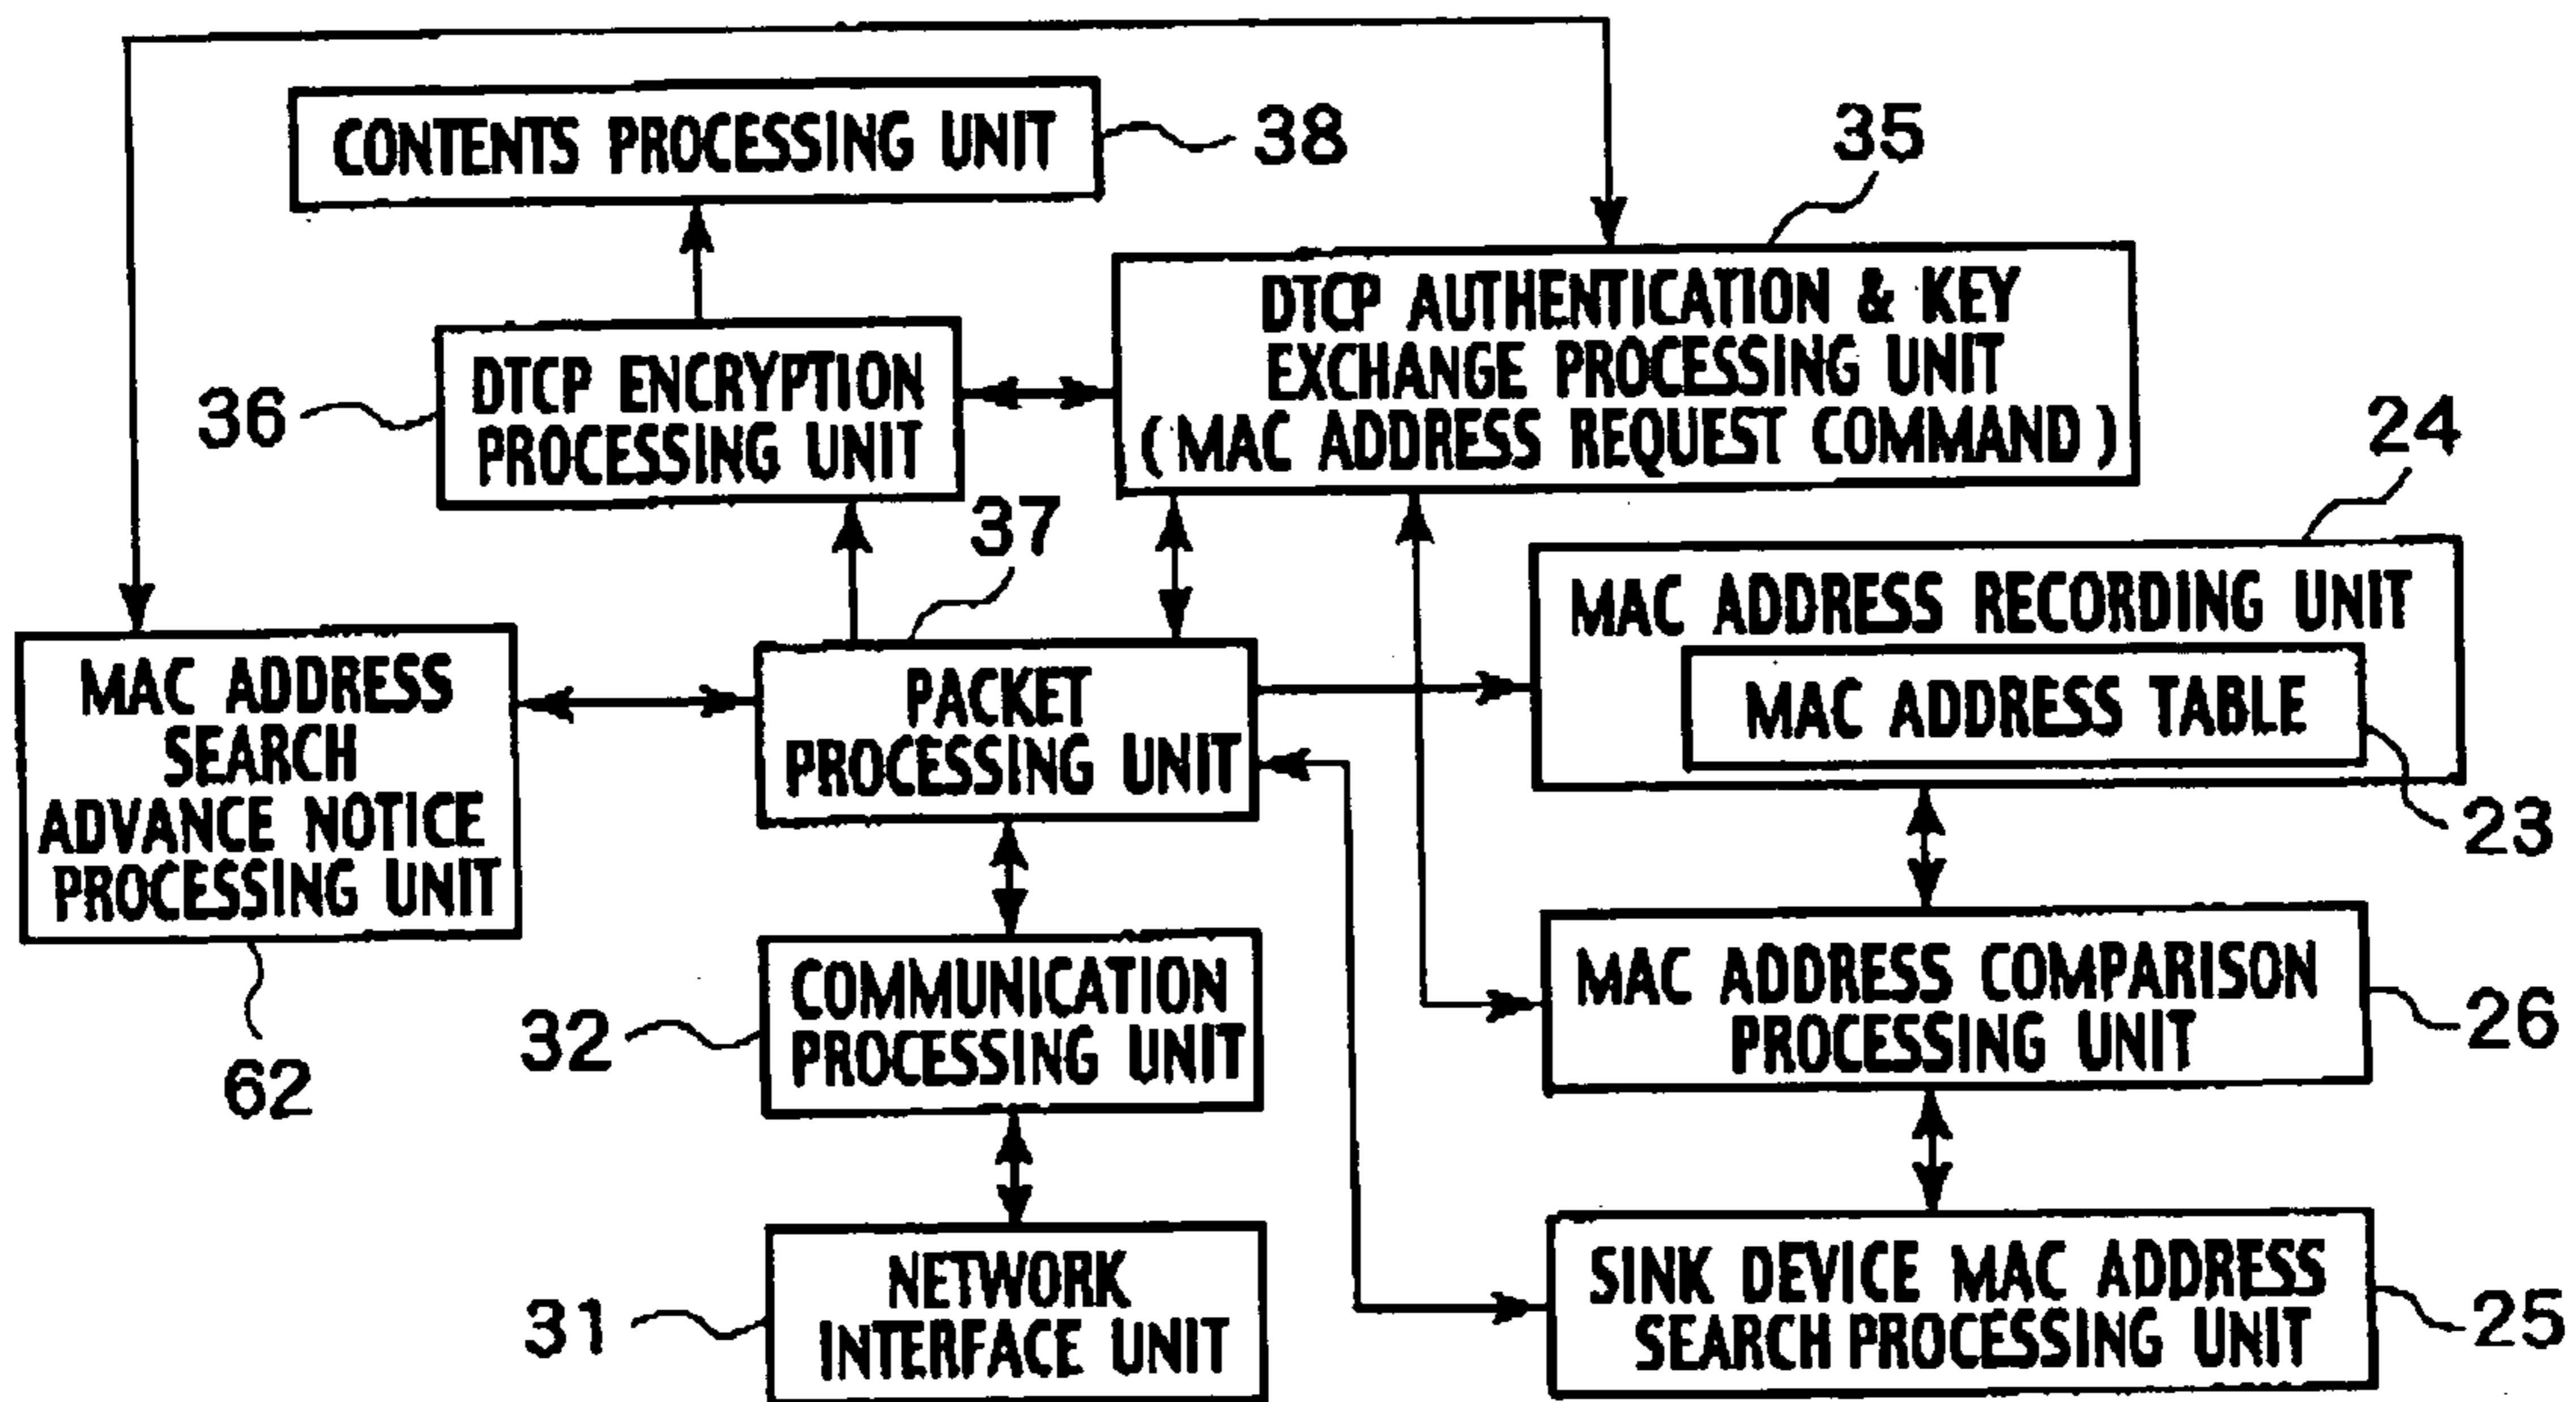 CONTENTS PROCESSING UNIT
38
35
DTCP AUTHENTICATION & KEY
EXCHANGE PROCESSING UNIT
(MAC ADDRESS REQUEST COMMAND)
36
DTCP ENCRYPTION
PROCESSING UNIT
37
24
MAC ADDRESS RECORDING UNIT
MAC ADDRESS TABLE
23
MAC ADDRESS
SEARCH
ADVANCE NOTICE
PROCESSING UNIT
62
PACKET
PROCESSING UNIT
32
COMMUNICATION
PROCESSING UNIT
MAC ADDRESS COMPARISON
PROCESSING UNIT
26
31
NETWORK
INTERFACE UNIT
SINK DEVICE MAC ADDRESS
SEARCH PROCESSING UNIT
25